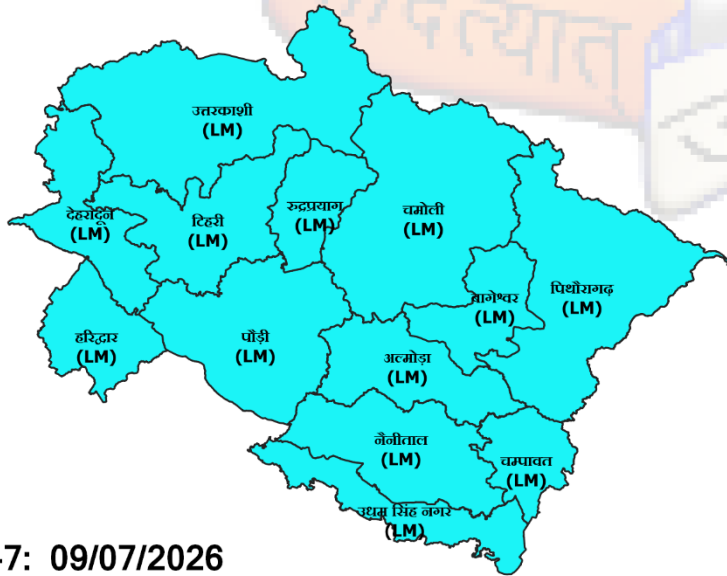 उत्तरकाशी
(LM)
देहरादून
(LM)
टिहरी
(LM)
रुद्रप्रयाग
(LM)
चमोली
(LM)
बागेश्वर
(LM)
पिथौरागढ़
(LM)
हरिद्वार
(LM)
पौड़ी
(LM)
अल्मोड़ा
(LM)
नैनीताल
(LM)
चम्पावत
(LM)
उधम सिंह नगर
(LM)
-7: 09/07/2026